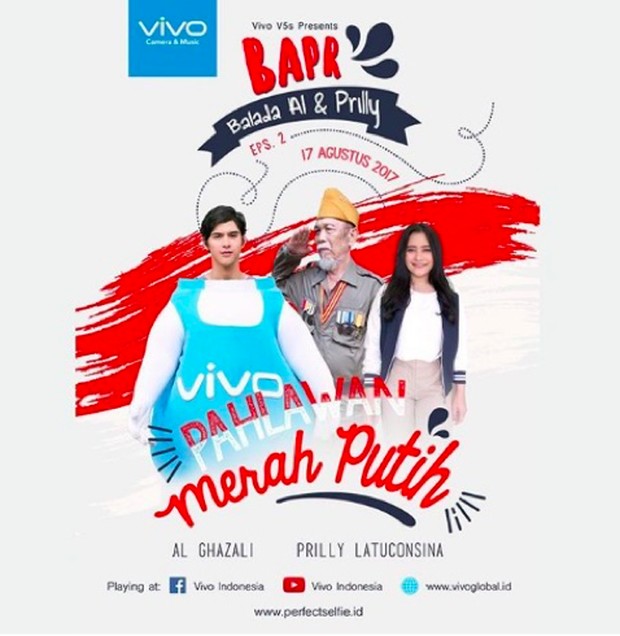 vivo
Camera & Music
Vivo V5s Presents
BAPR
Balada Al & Prilly
EPS. 2
17 AGUSTUS 2017
vivo
PAHLAWAN
Merah Putih
AL GHAZALI PRILLY LATUCONSINA
Playing at: Vivo Indonesia Vivo Indonesia www.vivoglobal.id
www.perfectselfie.id